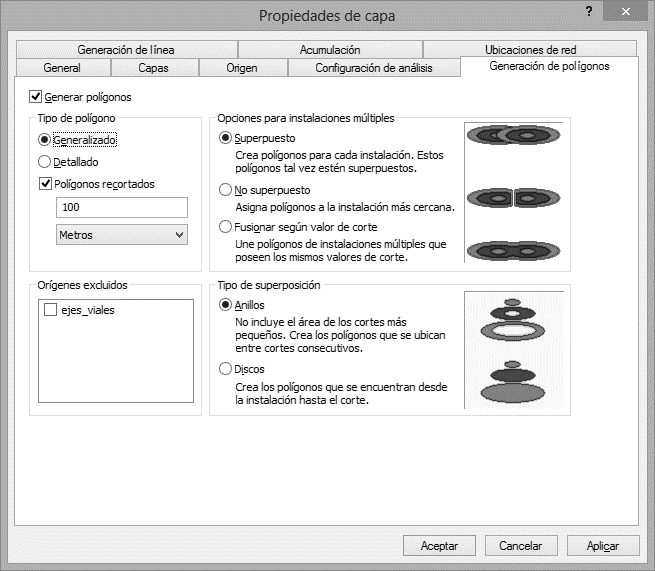 Propiedades de capa
?
x
Generación de línea
Acumulación
Ubicaciones de red
General
Capas
Origen
Configuración de análisis
Generación de polígonos
Generar polígonos
Tipo de polígono
Generalizado
Detallado
Polígonos recortados
100
Metros
Opciones para instalaciones múltiples
Superpuesto
Crea polígonos para cada instalación. Estos
polígonos tal vez estén superpuestos.
No superpuesto
Asigna polígonos a la instalación más cercana.
Fusignar según valor de corte
Une polígonos de instalaciones múltiples que
poseen los mismos valores de corte.
Orígenes excluidos
ejes_viales
Tipo de superposición
Anillos
No incluye el área de los cortes más
pequeños. Crea los polígonos que se ubican
entre cortes consecutivos.
Discos
Crea los polígonos que se encuentran desde
la instalación hasta el corte.
Aceptar
Cancelar
Aplicar